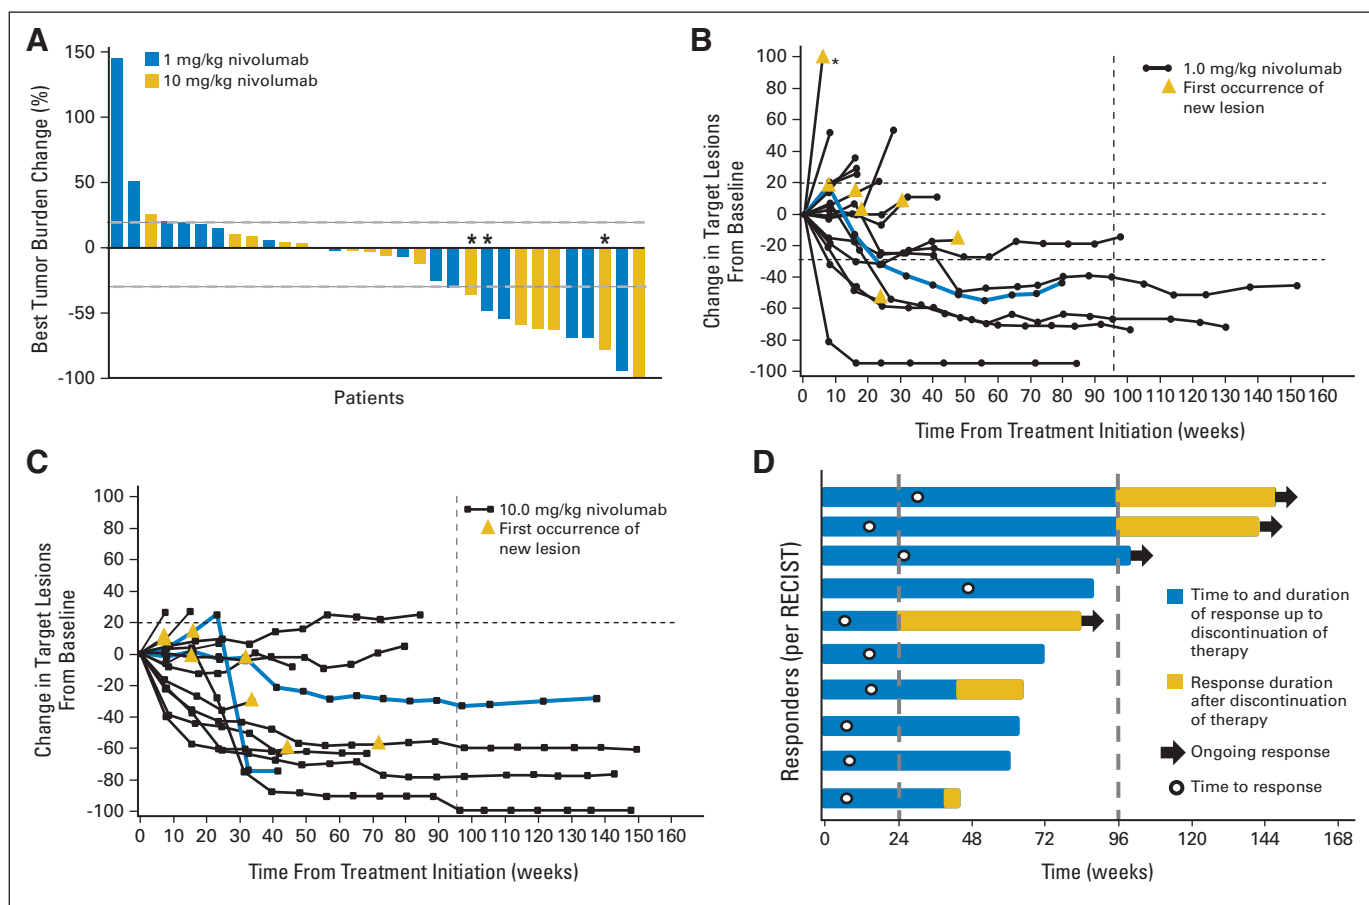 A
150
100
50
0
-59
-100
Best Tumor Burden Change (%)
1 mg/kg nivolumab
10 mg/kg nivolumab
* * *
Patients
B
100
80
60
40
20
0
-20
-40
-60
-80
-100
Change in Target Lesions
From Baseline
*
1.0 mg/kg nivolumab
First occurrence of
new lesion
0 10 20 30 40 50 60 70 80 90 100 110 120 130 140 150 160
Time From Treatment Initiation (weeks)
C
100
80
60
40
20
0
-20
-40
-60
-80
-100
Change in Target Lesions
From Baseline
10.0 mg/kg nivolumab
First occurrence of
new lesion
0 10 20 30 40 50 60 70 80 90 100 110 120 130 140 150 160
Time From Treatment Initiation (weeks)
D
Responders (per RECIST)
Time to and duration
of response up to
discontinuation of
therapy
Response duration
after discontinuation
of therapy
Ongoing response
Time to response
0 24 48 72 96 120 144 168
Time (weeks)